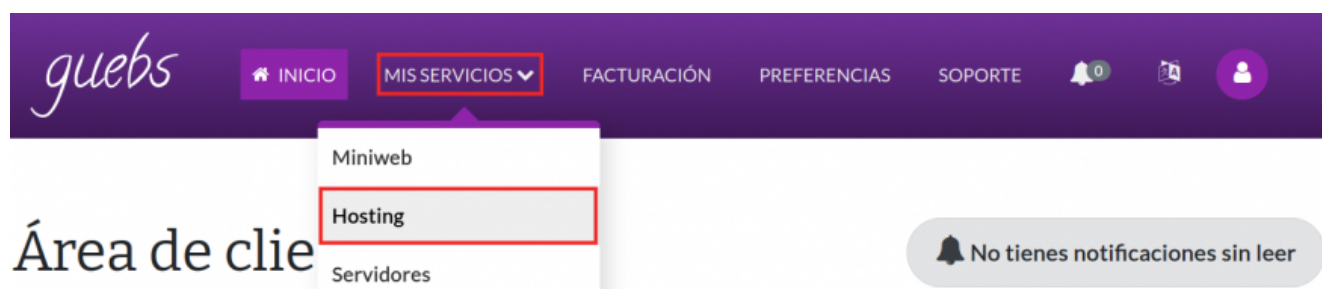 guebs
INICIO MIS SERVICIOS FACTURACIÓN PREFERENCIAS SOPORTE 0
Miniweb
Hosting
Servidores
Área de clie
No tienes notificaciones sin leer